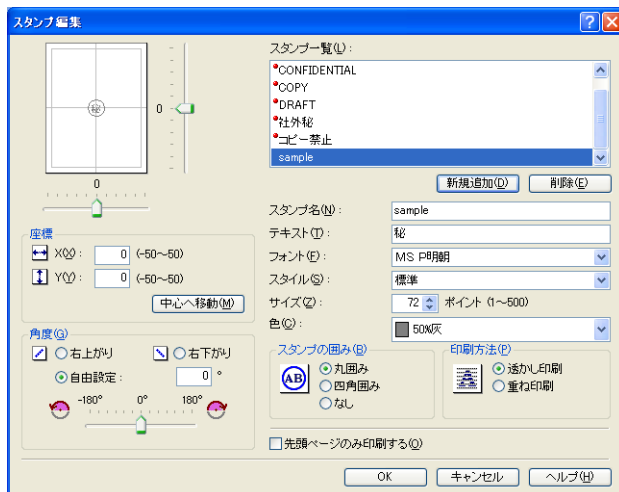 スタンプ編集
秘
0
0
座標
X(X): 0 (-50～50)
Y(Y): 0 (-50～50)
中心へ移動(M)
角度(G)
右上がり 右下がり
自由設定: 0 °
-180° 0° 180°
スタンプ一覧(L):
CONFIDENTIAL
COPY
DRAFT
社外秘
コピー禁止
sample
新規追加(D) 削除(E)
スタンプ名(N): sample
テキスト(T): 秘
フォント(F): MS P明朝
スタイル(S): 標準
サイズ(Z): 72 ポイント (1～500)
色(C): 50%灰
スタンプの囲み(B)
AB
丸囲み
四角囲み
なし
印刷方法(P)
透かし印刷
重ね印刷
先頭ページのみ印刷する(O)
OK キャンセル ヘルプ(H)